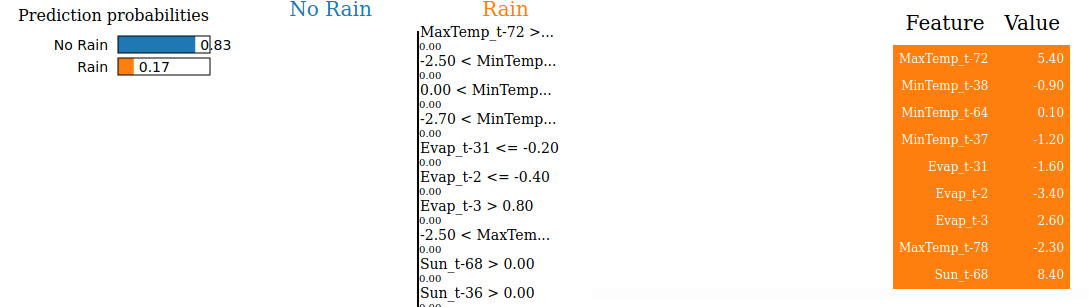 Prediction probabilities
No Rain 0.83
Rain 0.17
No Rain Rain
MaxTemp_t-72 >...
0.00
-2.50 < MinTemp...
0.00
0.00 < MinTemp...
0.00
-2.70 < MinTemp...
0.00
Evap_t-31 <= -0.20
0.00
Evap_t-2 <= -0.40
0.00
Evap_t-3 > 0.80
0.00
-2.50 < MaxTem...
0.00
Sun_t-68 > 0.00
0.00
Sun_t-36 > 0.00
Feature Value
MaxTemp_t-72 5.40
MinTemp_t-38 -0.90
MinTemp_t-64 0.10
MinTemp_t-37 -1.20
Evap_t-31 -1.60
Evap_t-2 -3.40
Evap_t-3 2.60
MaxTemp_t-78 -2.30
Sun_t-68 8.40